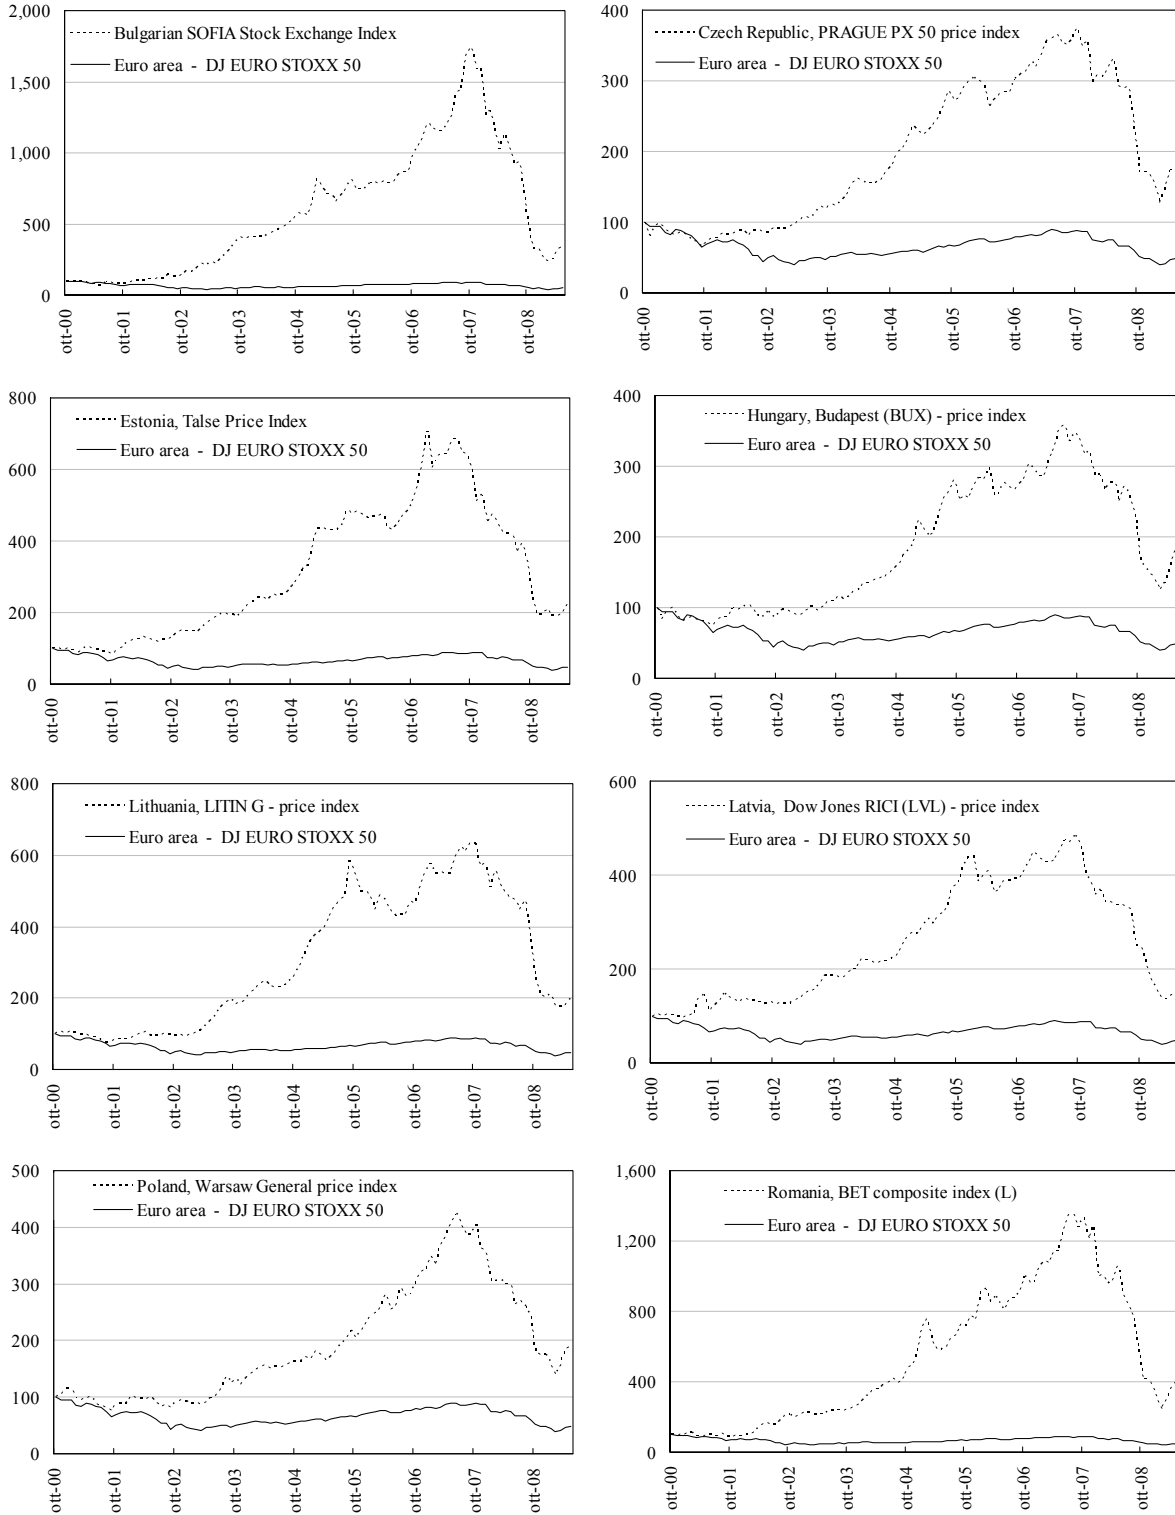 2,000
1,500
1,000
500
0
Bulgarian SOFIA Stock Exchange Index
Euro area - DJ EURO STOXX 50
ott-00
ott-01
ott-02
ott-03
ott-04
ott-05
ott-06
ott-07
ott-08
400
300
200
100
0
Czech Republic, PRAGUE PX 50 price index
Euro area - DJ EURO STOXX 50
ott-00
ott-01
ott-02
ott-03
ott-04
ott-05
ott-06
ott-07
ott-08
800
600
400
200
0
Estonia, Talse Price Index
Euro area - DJ EURO STOXX 50
ott-00
ott-01
ott-02
ott-03
ott-04
ott-05
ott-06
ott-07
ott-08
400
300
200
100
0
Hungary, Budapest (BUX) - price index
Euro area - DJ EURO STOXX 50
ott-00
ott-01
ott-02
ott-03
ott-04
ott-05
ott-06
ott-07
ott-08
800
600
400
200
0
Lithuania, LITIN G - price index
Euro area - DJ EURO STOXX 50
ott-00
ott-01
ott-02
ott-03
ott-04
ott-05
ott-06
ott-07
ott-08
600
400
200
0
Latvia, Dow Jones RICI (LVL) - price index
Euro area - DJ EURO STOXX 50
ott-00
ott-01
ott-02
ott-03
ott-04
ott-05
ott-06
ott-07
ott-08
500
400
300
200
100
0
Poland, Warsaw General price index
Euro area - DJ EURO STOXX 50
ott-00
ott-01
ott-02
ott-03
ott-04
ott-05
ott-06
ott-07
ott-08
1,600
1,200
800
400
0
Romania, BET composite index (L)
Euro area - DJ EURO STOXX 50
ott-00
ott-01
ott-02
ott-03
ott-04
ott-05
ott-06
ott-07
ott-08